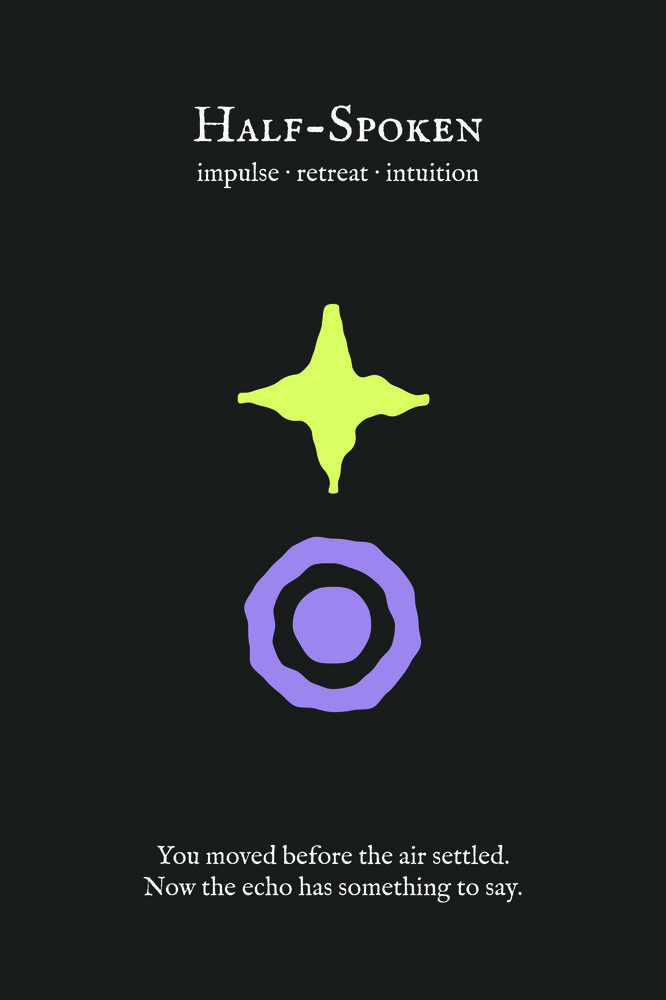 Half-Spoken
impulse · retreat · intuition
You moved before the air settled.
Now the echo has something to say.